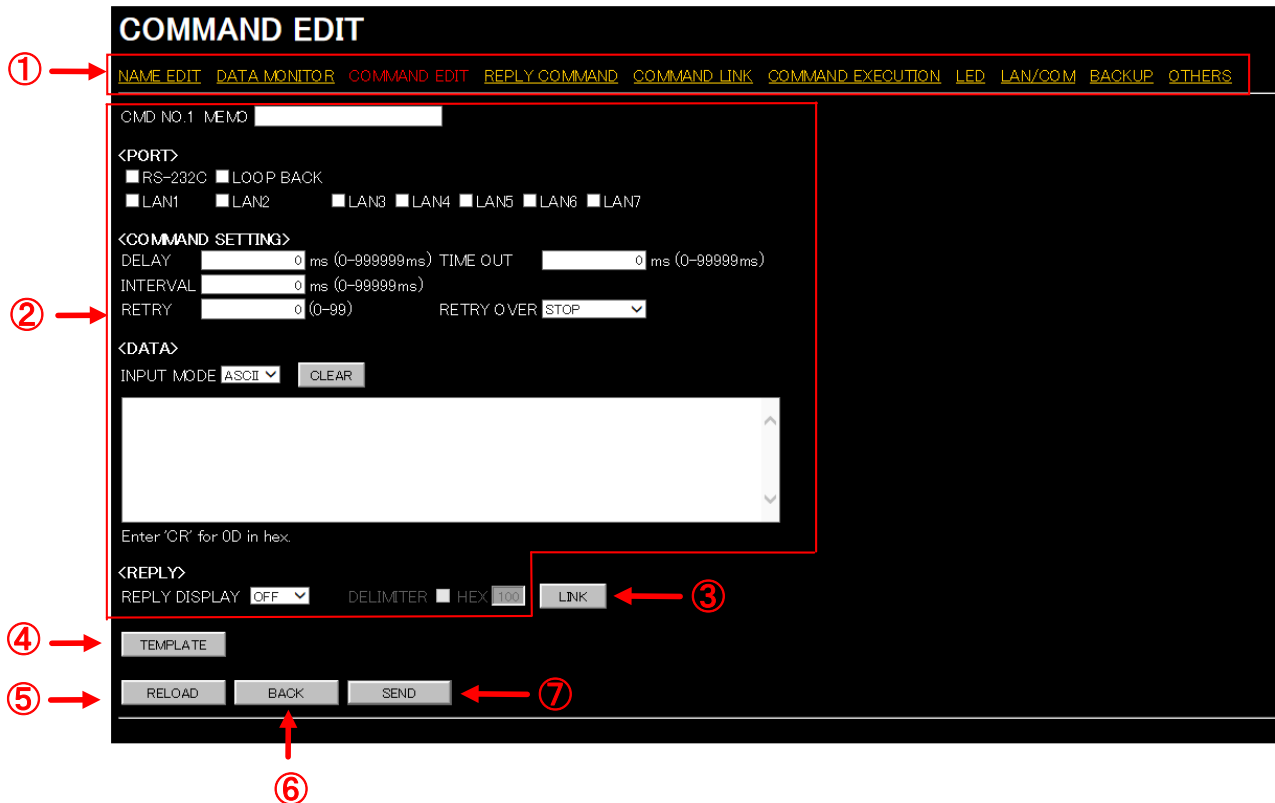 COMMAND EDIT
① NAME EDIT DATA MONITOR COMMAND EDIT REPLY COMMAND COMMAND LINK COMMAND EXECUTION LED LAN/COM BACKUP OTHERS
CMD NO.1 MEMO
<PORT>
RS-232C LOOP BACK
LAN1 LAN2 LAN3 LAN4 LAN5 LAN6 LAN7
<COMMAND SETTING>
DELAY 0 ms (0-999999ms) TIME OUT 0 ms (0-99999ms)
INTERVAL 0 ms (0-99999ms)
② RETRY 0 (0-99) RETRY OVER STOP
<DATA>
INPUT MODE ASCII CLEAR
Enter 'CR' for 0D in hex.
<REPLY>
REPLY DISPLAY OFF DELIMITER HEX 100 LINK ③
④ TEMPLATE
⑤ RELOAD BACK SEND ⑦
⑥